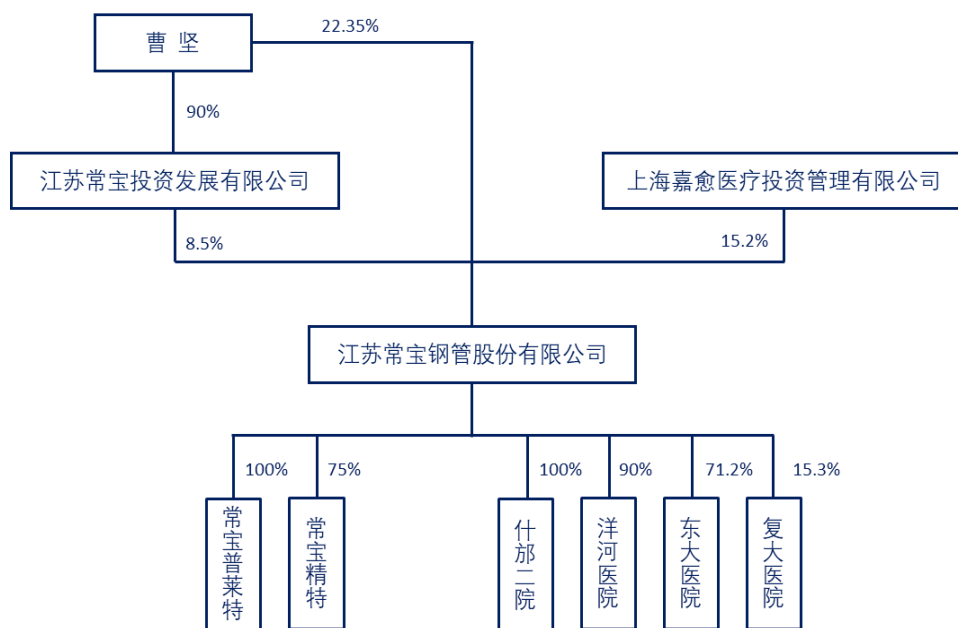 曹 坚
22.35%
90%
江苏常宝投资发展有限公司
上海嘉愈医疗投资管理有限公司
8.5%
15.2%
江苏常宝钢管股份有限公司
100%
75%
100%
90%
71.2%
15.3%
常宝普莱特
常宝精特
什邡二院
洋河医院
东大医院
复大医院